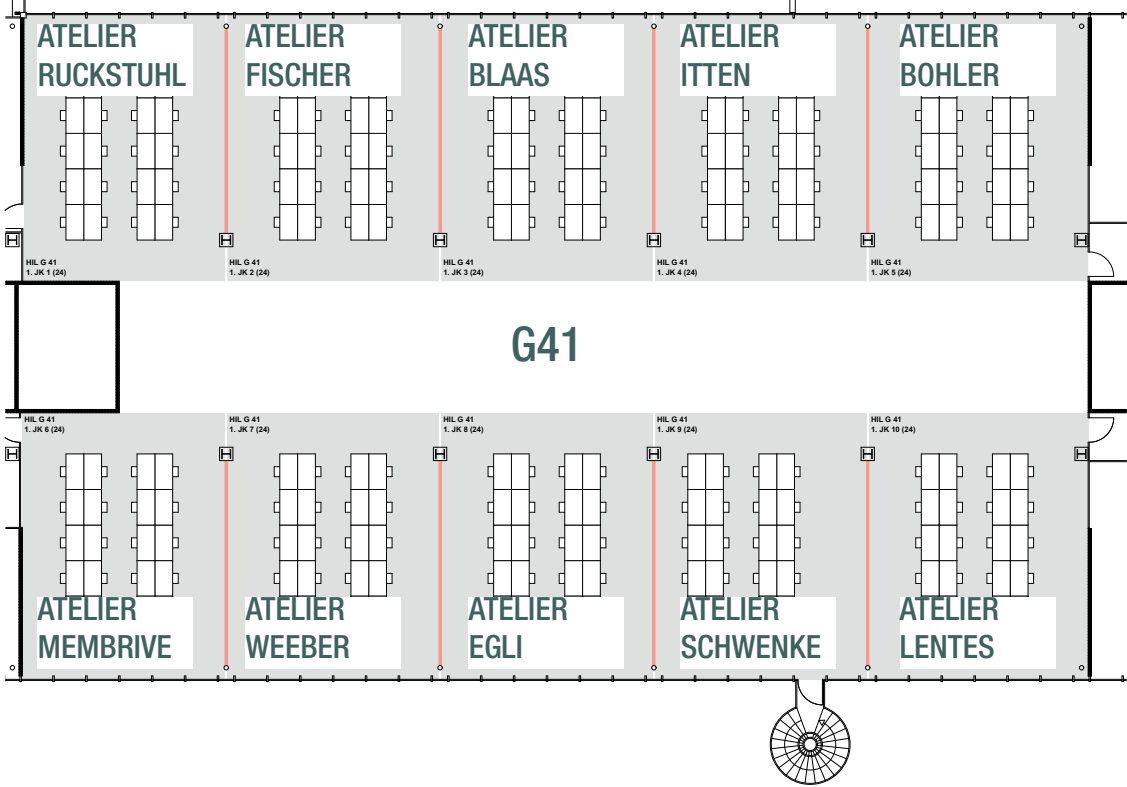 ATELIER
RUCKSTUHL
ATELIER
FISCHER
ATELIER
BLAAS
ATELIER
ITTEN
ATELIER
BOHLER
HIL G 41
1. JK 1 (24)
HIL G 41
1. JK 2 (24)
HIL G 41
1. JK 3 (24)
HIL G 41
1. JK 4 (24)
HIL G 41
1. JK 5 (24)
G41
HIL G 41
1. JK 6 (24)
HIL G 41
1. JK 7 (24)
HIL G 41
1. JK 8 (24)
HIL G 41
1. JK 9 (24)
HIL G 41
1. JK 10 (24)
ATELIER
MEMBRIVE
ATELIER
WEEBER
ATELIER
EGLI
ATELIER
SCHWENKE
ATELIER
LENTES